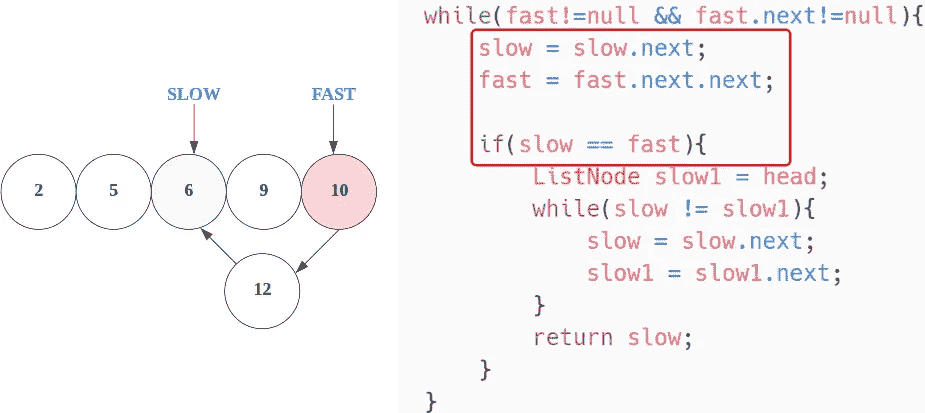 SLOW FAST
2 5 6 9 10
12
while(fast!=null && fast.next!=null){
slow = slow.next;
fast = fast.next.next;
if(slow == fast){
ListNode slow1 = head;
while(slow != slow1){
slow = slow.next;
slow1 = slow1.next;
}
return slow;
}
}